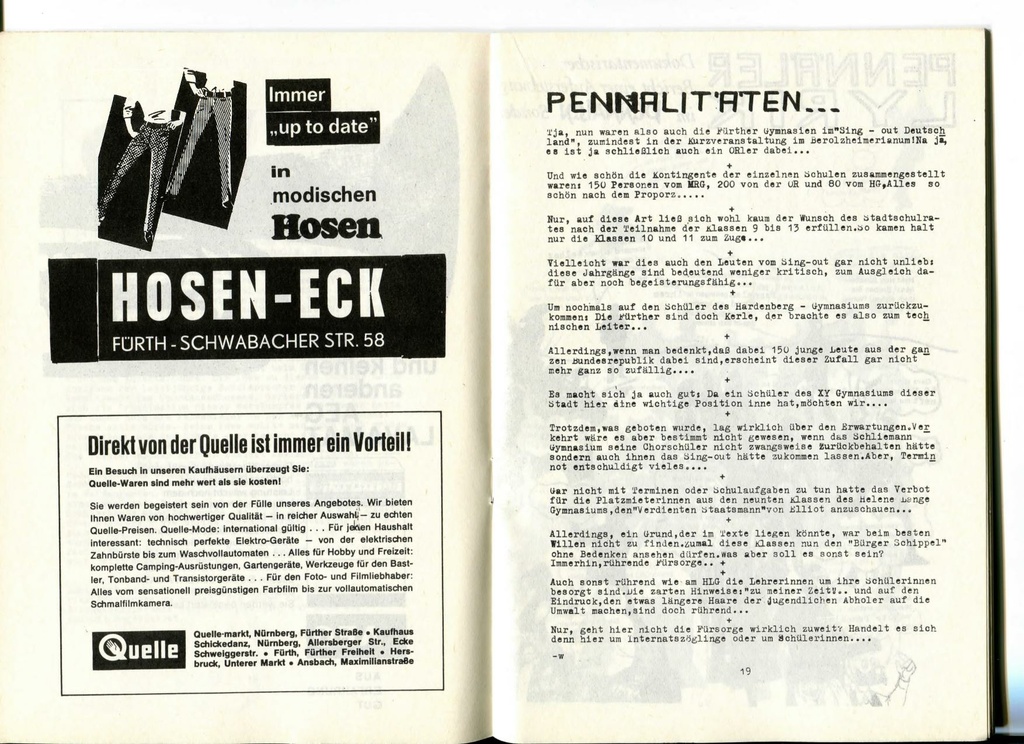 Immer
„up to date"
in
modischen
Hosen
HOSEN-ECK
FÜRTH - SCHWABACHER STR. 58
Direkt von der Quelle ist immer ein Vorteil!
Ein Besuch in unseren Kaufhäusern überzeugt Sie:
Quelle-Waren sind mehr wert als sie kosten!
Sie werden begeistert sein von der Fülle unseres Angebotes. Wir bieten
Ihnen Waren von hochwertiger Qualität — in reicher Auswahl — zu echten
Quelle-Preisen. Quelle-Mode: international gültig . . . Für jeden Haushalt
interessant: technisch perfekte Elektro-Geräte — von der elektrischen
Zahnbürste bis zum Waschvollautomaten . . . Alles für Hobby und Freizeit:
komplette Camping-Ausrüstungen, Gartengeräte, Werkzeuge für den Bast-
ler, Tonband- und Transistorgeräte . . . Für den Foto- und Filmliebhaber:
Alles vom sensationell preisgünstigen Farbfilm bis zur vollautomatischen
Schmalfilmkamera.
Quelle
Quelle-markt, Nürnberg, Fürther Straße • Kaufhaus
Schickedanz, Nürnberg, Allersberger Str., Ecke
Schweiggerstr. • Fürth, Fürther Freiheit • Hers-
bruck, Unterer Markt • Ansbach, Maximilianstraße
PENNALITÄTEN...
Tja, nun waren also auch die Fürther Gymnasien im"Sing - out Deutsch
land", zumindest in der Kurzveranstaltung im Berolzheimerianum!Na ja,
es ist ja schließlich auch ein ORler dabei...
+
Und wie schön die Kontingente der einzelnen Schulen zusammengestellt
waren: 150 Personen vom MRG, 200 von der OR und 80 vom HG,Alles so
schön nach dem Proporz.....
+
Nur, auf diese Art ließ sich wohl kaum der Wunsch des Stadtschulra-
tes nach der Teilnahme der Klassen 9 bis 13 erfüllen.So kamen halt
nur die Klassen 10 und 11 zum Zuge...
+
Vielleicht war dies auch den Leuten vom Sing-out gar nicht unlieb:
diese Jahrgänge sind bedeutend weniger kritisch, zum Ausgleich da-
für aber noch begeisterungsfähig...
+
Um nochmals auf den Schüler des Hardenberg - Gymnasiums zurückzu-
kommen: Die Fürther sind doch Kerle, der brachte es also zum tech
nischen Leiter...
+
Allerdings,wenn man bedenkt,daß dabei 150 junge Leute aus der gan
zen Bundesrepublik dabei sind,erscheint dieser Zufall gar nicht
mehr ganz so zufällig....
+
Es macht sich ja auch gut: Da ein Schüler des XY Gymnasiums dieser
Stadt hier eine wichtige Position inne hat,möchten wir....
+
Trotzdem,was geboten wurde, lag wirklich über den Erwartungen.Ver
kehrt wäre es aber bestimmt nicht gewesen, wenn das Schliemann
Gymnasium seine Chorschüler nicht zwangsweise zurückbehalten hätte
sondern auch ihnen das Sing-out hätte zukommen lassen.Aber, Termin
not entschuldigt vieles....
+
Gar nicht mit Terminen oder Schulaufgaben zu tun hatte das Verbot
für die Platzmieterinnen aus den neunten Klassen des Helene Lange
Gymnasiums,den"Verdienten Staatsmann"von Elliot anzuschauen...
+
Allerdings, ein Grund,der im Texte liegen könnte, war beim besten
Willen nicht zu finden.Zumal diese Klassen nun den "Bürger Schippel"
ohne Bedenken ansehen dürfen.Was aber soll es sonst sein?
Immerhin,rührende Fürsorge.. +
+
Auch sonst rührend wie am HLG die Lehrerinnen um ihre Schülerinnen
besorgt sind.Die zarten Hinweise:"zu meiner Zeit".. und auf den
Eindruck,den etwas längere Haare der jugendlichen Abholer auf die
Umwelt machen,sind doch rührend...
+
Nur, geht hier nicht die Fürsorge wirklich zuweit? Handelt es sich
denn hier um Internatszöglinge oder um Schülerinnen....
-w
19